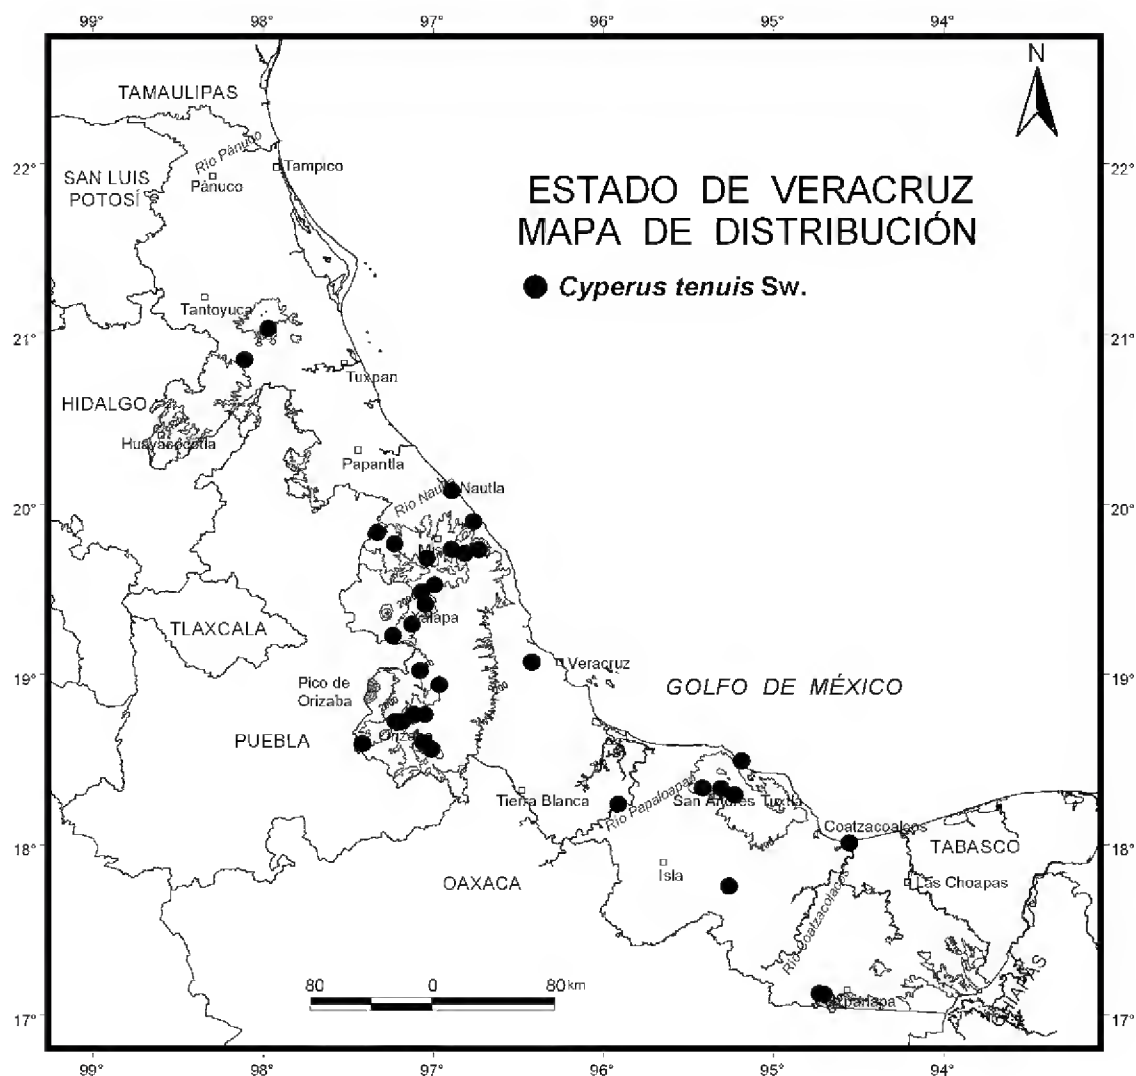 99° 98° 97° 96° 95° 94°
N
TAMAULIPAS
Río Pánuco
22° Tampico 22°
SAN LUIS
POTOSÍ
Pánuco
ESTADO DE VERACRUZ
MAPA DE DISTRIBUCIÓN
Cyperus tenuis Sw.
Tantoyuca
21° 21°
Tuxpan
HIDALGO
Huayacocotla
Papantla
Río Nautla Nautla
20° 20°
2000
Xalapa
TLAXCALA
Veracruz
19° 19°
Pico de
Orizaba
GOLFO DE MÉXICO
2000
Orizaba
PUEBLA
Tierra Blanca
Río Papaloapan
San Andrés Tuxtla
Coatzacoalcos
18° 18°
TABASCO
OAXACA
Isla
Las Choapas
Río Coatzacoalcos
CHIAPAS
80 0 80 km
17° 17°
99° 98° 97° 96° 95° 94°